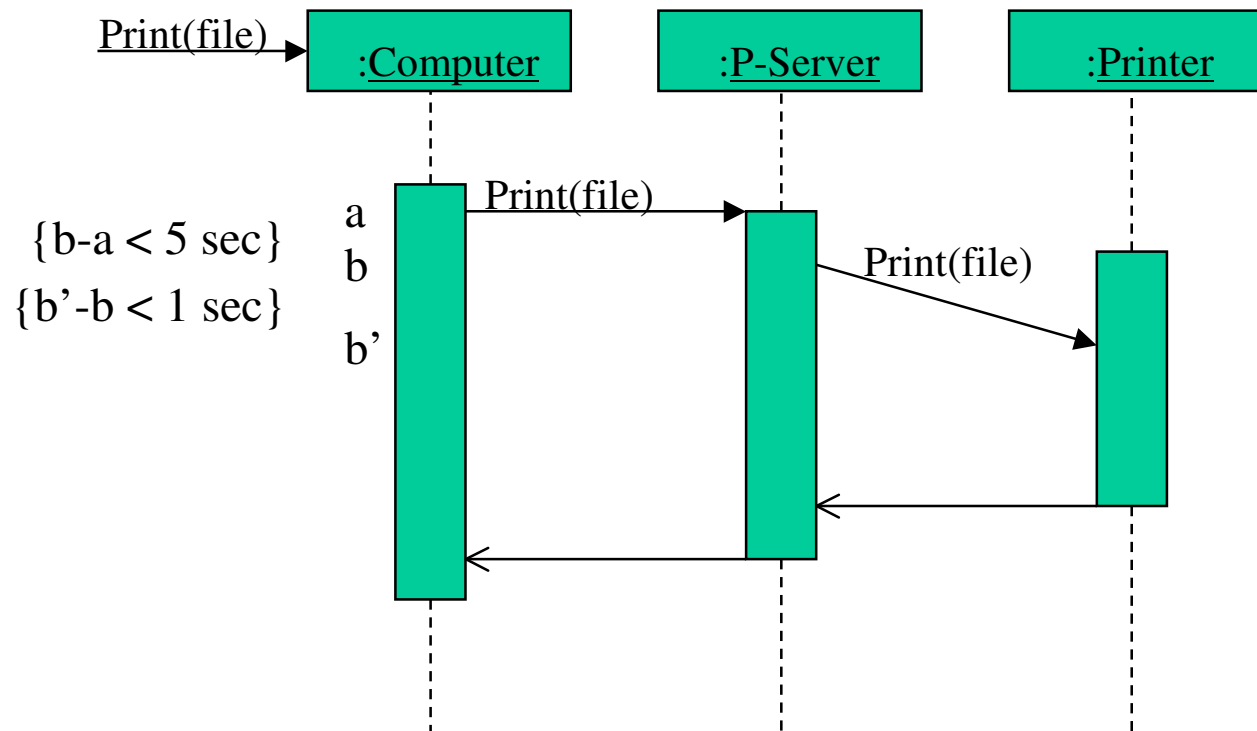 Print(file)
:Computer
:P-Server
:Printer
Print(file)
a
{b-a < 5 sec}
b
Print(file)
{b’-b < 1 sec}
b’